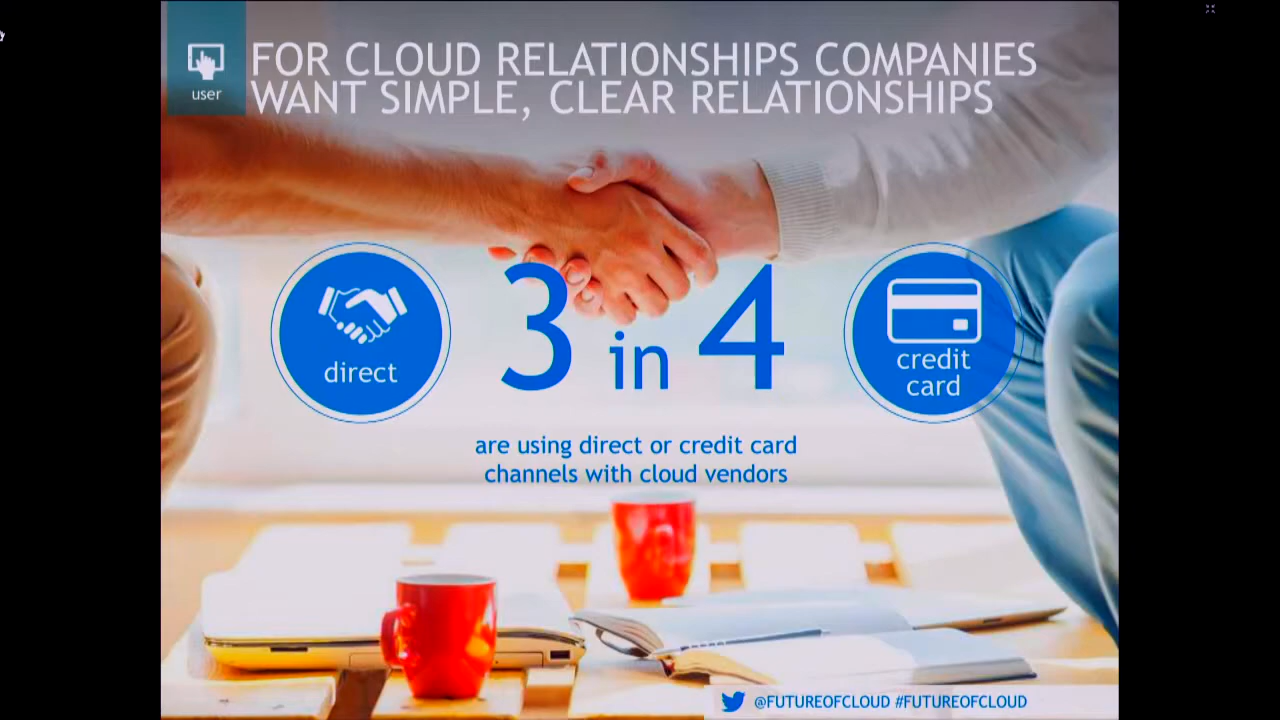 user
FOR CLOUD RELATIONSHIPS COMPANIES
WANT SIMPLE, CLEAR RELATIONSHIPS
direct
3 in 4
credit
card
are using direct or credit card
channels with cloud vendors
@FUTUREOFCLOUD #FUTUREOFCLOUD